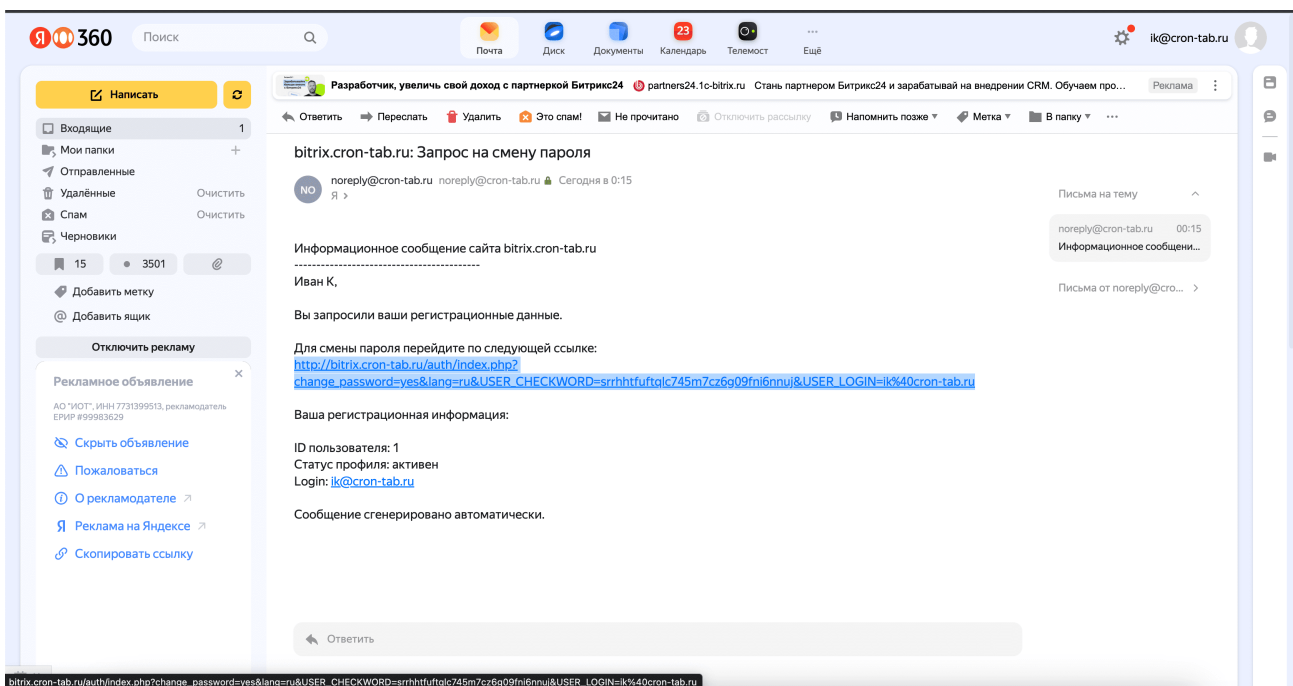 Я 360
Поиск
Почта
Диск
Документы
23
Календарь
Телемост
Ещё
ik@cron-tab.ru
Написать
Входящие 1
Мои папки
Отправленные
Удалённые Очистить
Спам Очистить
Черновики
15 3501
Добавить метку
Добавить ящик
Отключить рекламу
Рекламное объявление
АО "ИОТ", ИНН 7731399513, рекламодатель
ЕРИР #99983629
Скрыть объявление
Пожаловаться
О рекламодателе
Я Реклама на Яндексе
Скопировать ссылку
Разработчик, увеличь свой доход с партнеркой Битрикс24 partners24.1c-bitrix.ru Стань партнером Битрикс24 и зарабатывай на внедрении CRM. Обучаем про... Реклама
Ответить Переслать Удалить Это спам! Не прочитано Отключить рассылку Напомнить позже Метка В папку
bitrix.cron-tab.ru: Запрос на смену пароля
NO
noreply@cron-tab.ru noreply@cron-tab.ru Сегодня в 0:15
Я
Информационное сообщение сайта bitrix.cron-tab.ru
------------------------------------------
Иван К,
Вы запросили ваши регистрационные данные.
Для смены пароля перейдите по следующей ссылке:
http://bitrix.cron-tab.ru/auth/index.php?
change_password=yes&lang=ru&USER_CHECKWORD=srrhhtfuftqlc745m7cz6g09fni6nnuj&USER_LOGIN=ik%40cron-tab.ru
Ваша регистрационная информация:
ID пользователя: 1
Статус профиля: активен
Login: ik@cron-tab.ru
Сообщение сгенерировано автоматически.
Ответить
Письма на тему
noreply@cron-tab.ru 00:15
Информационное сообщени...
Письма от noreply@cro...
bitrix.cron-tab.ru/auth/index.php?change_password=yes&lang=ru&USER_CHECKWORD=srrhhtfuftqlc745m7cz6g09fni6nnuj&USER_LOGIN=ik%40cron-tab.ru